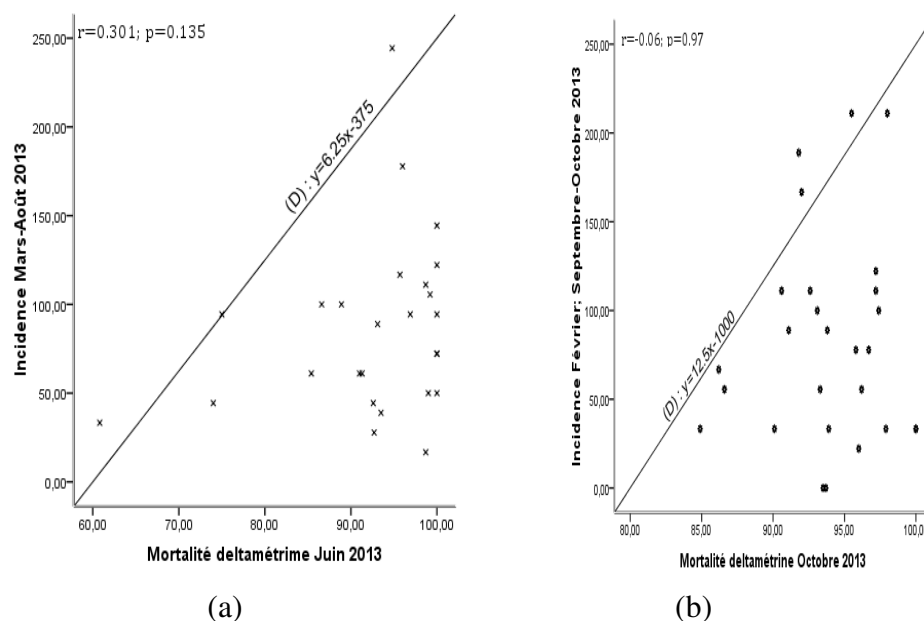 r=0.301; p=0.135
250,00
200,00
150,00
100,00
50,00
0,00
Incidence Mars-Août 2013
(D) : y=6.25x-375
60,00 70,00 80,00 90,00 100,00
Mortalité deltamétrime Juin 2013
(a)
r=-0.06; p=0.97
250,00
200,00
150,00
100,00
50,00
0,00
Incidence Février; Septembre-Octobre 2013
(D) : y=12.5x-1000
80,00 85,00 90,00 95,00 100,0
Mortalité deltamétrine Octobre 2013
(b)